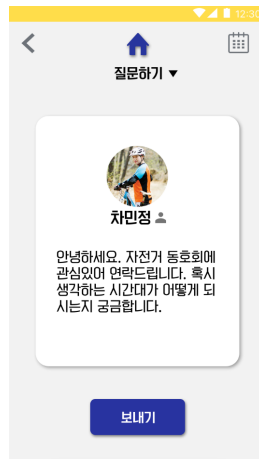 12:30
질문하기 ▼
차민정
안녕하세요. 자전거 동호회에
관심있어 연락드립니다. 혹시
생각하는 시간대가 어떻게 되
시는지 궁금합니다.
보내기